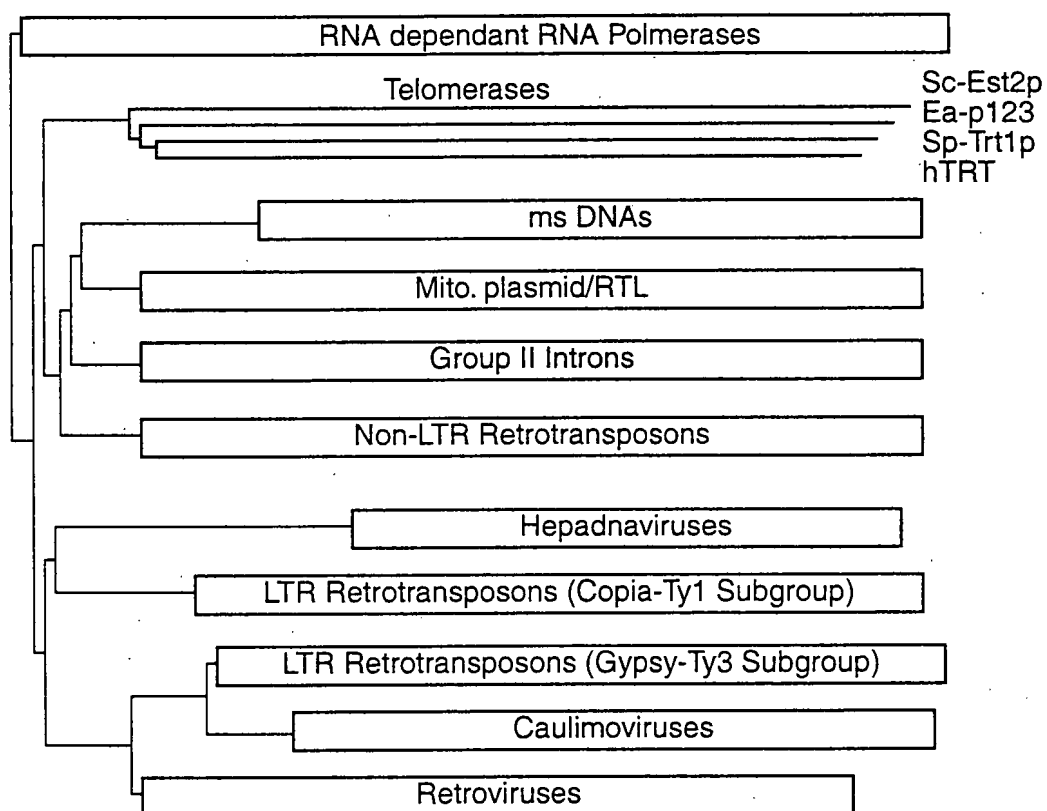 RNA dependant RNA Polmerases
Telomerases
Sc-Est2p
Ea-p123
Sp-Trt1p
hTRT
ms DNAs
Mito. plasmid/RTL
Group II Introns
Non-LTR Retrotransposons
Hepadnaviruses
LTR Retrotransposons (Copia-Ty1 Subgroup)
LTR Retrotransposons (Gypsy-Ty3 Subgroup)
Caulimoviruses
Retroviruses